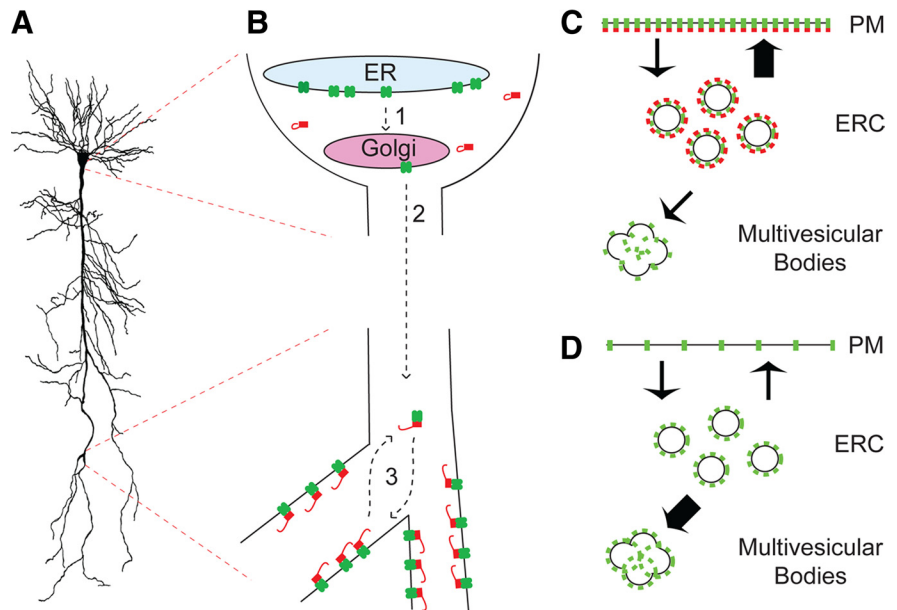 A
B
ER
1
Golgi
2
3
C
PM
ERC
Multivesicular
Bodies
D
PM
ERC
Multivesicular
Bodies